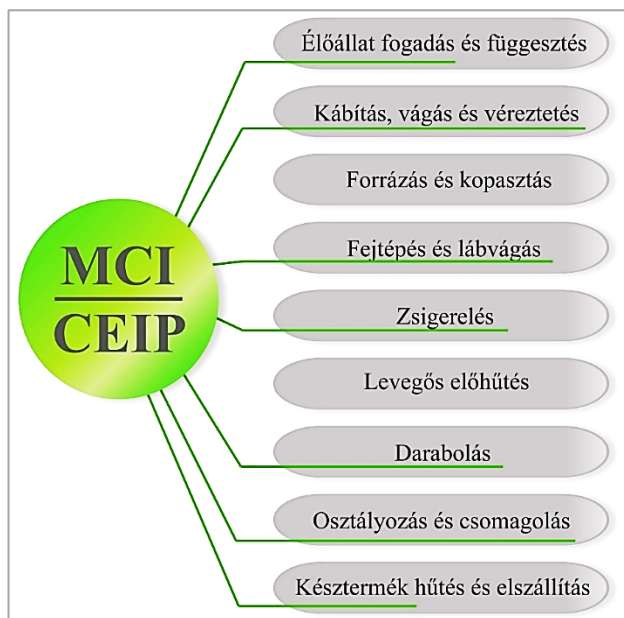 Élőállat fogadás és függesztés
Kábítás, vágás és véreztetés
Forrázás és kopasztás
Fejtépés és lábvágás
MCI
CEIP
Zsigerelés
Levegős előhűtés
Darabolás
Osztályozás és csomagolás
Késztermék hűtés és elszállítás